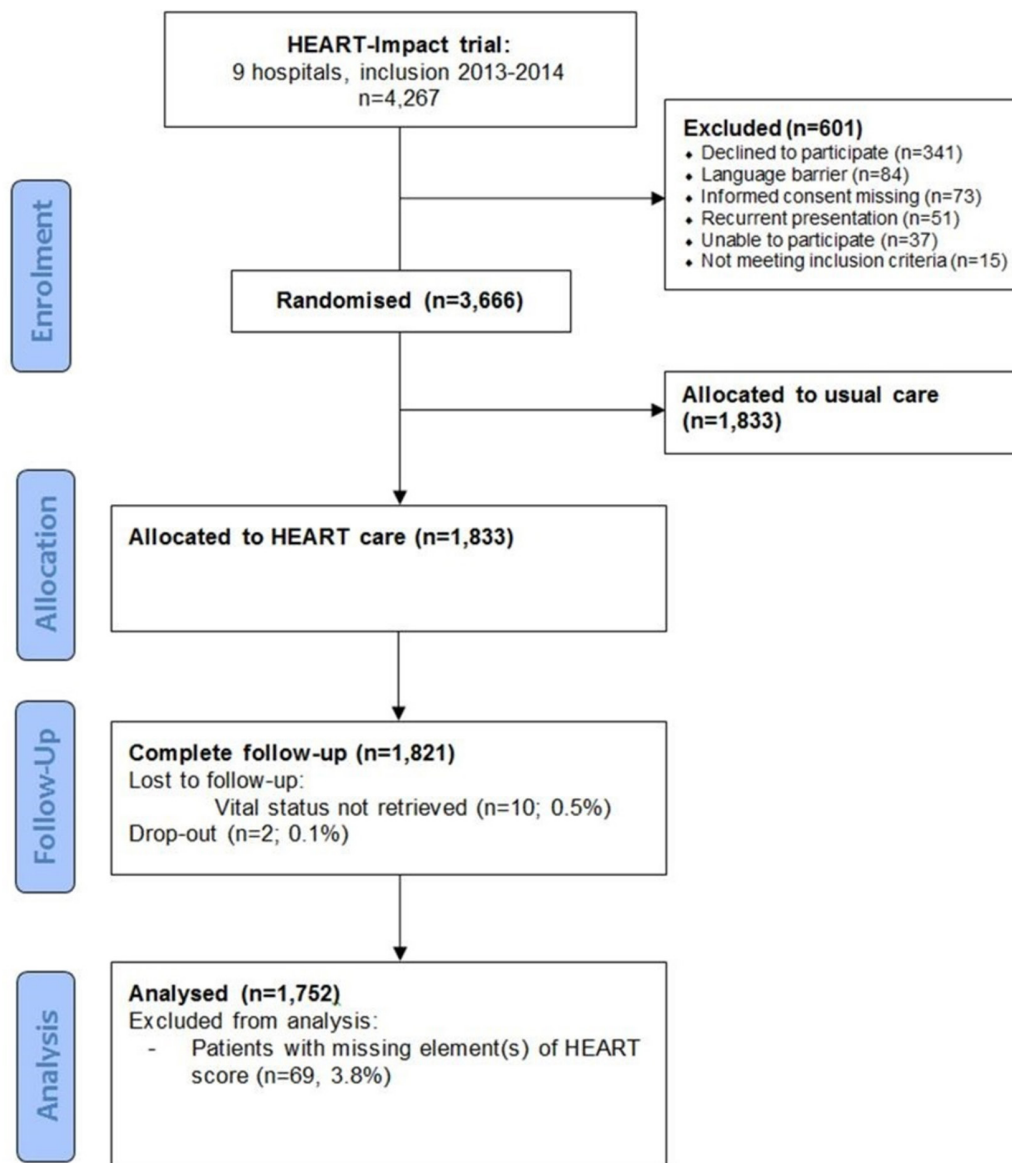 HEART-Impact trial:
9 hospitals, inclusion 2013-2014
n=4,267
Excluded (n=601)
⬥ Declined to participate (n=341)
⬥ Language barrier (n=84)
⬥ Informed consent missing (n=73)
⬥ Recurrent presentation (n=51)
⬥ Unable to participate (n=37)
⬥ Not meeting inclusion criteria (n=15)
Enrolment
Randomised (n=3,666)
Allocated to usual care
(n=1,833)
Allocation
Allocated to HEART care (n=1,833)
Follow-Up
Complete follow-up (n=1,821)
Lost to follow-up:
Vital status not retrieved (n=10; 0.5%)
Drop-out (n=2; 0.1%)
Analysis
Analysed (n=1,752)
Excluded from analysis:
- Patients with missing element(s) of HEART
score (n=69, 3.8%)